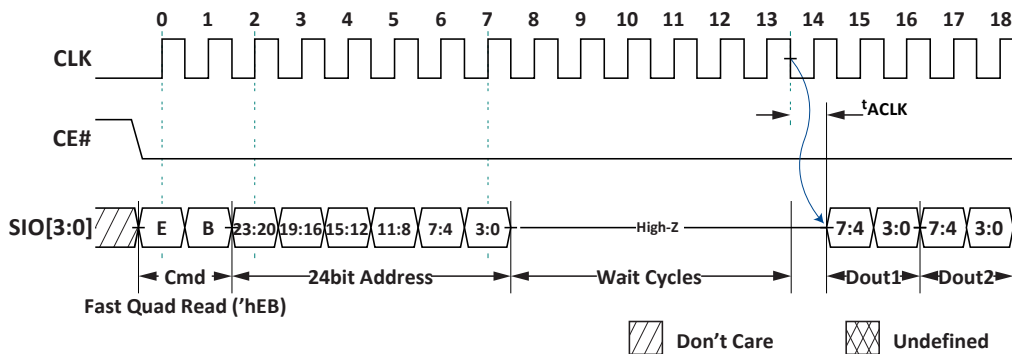 0 1 2 3 4 5 6 7 8 9 10 11 12 13 14 15 16 17 18
CLK
tACLK
CE#
SIO[3:0] E B 23:20 19:16 15:12 11:8 7:4 3:0 High-Z 7:4 3:0 7:4 3:0
Cmd 24bit Address Wait Cycles Dout1 Dout2
Fast Quad Read ('hEB)
Don't Care Undefined